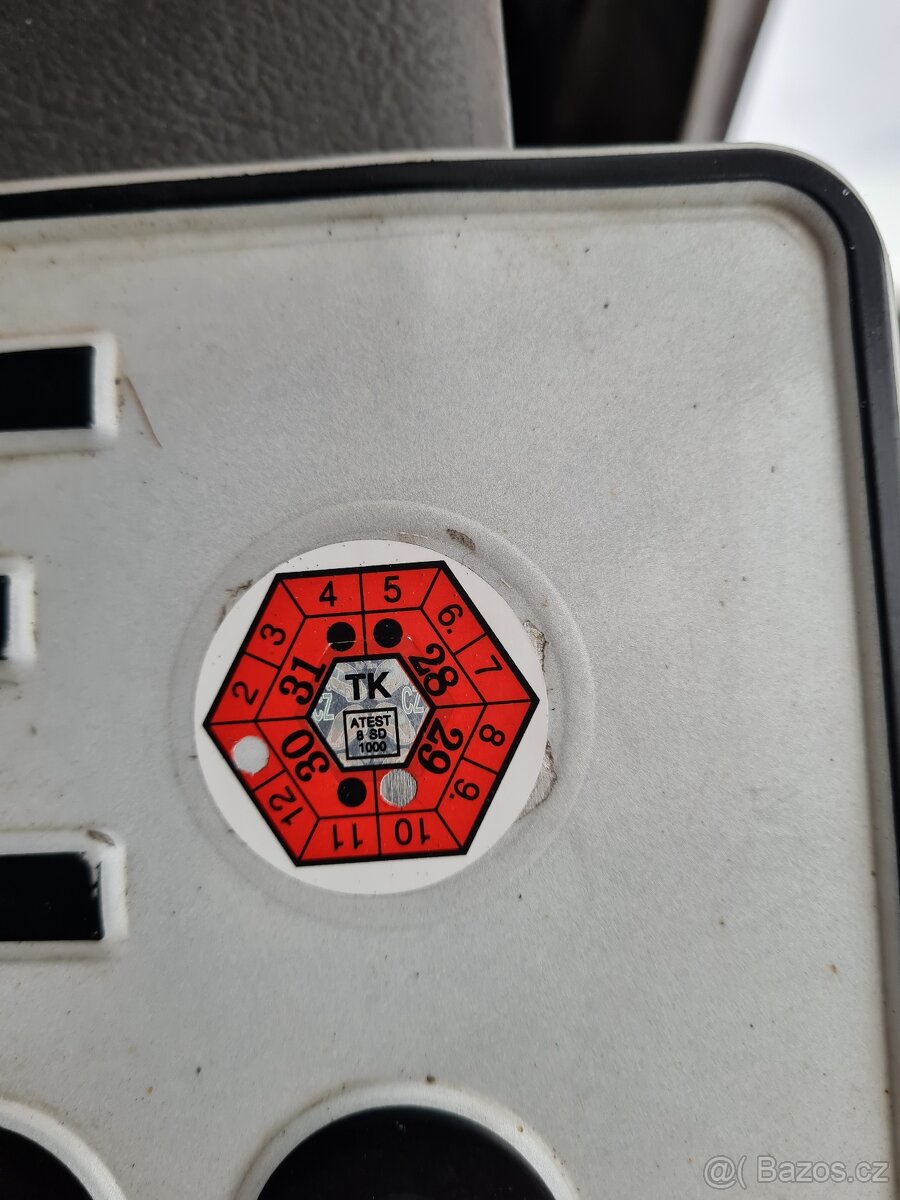 4 5
3 6.
2 7
31 28
TK
CZ CZ
ATEST
8 SD
1000
30 29
8
12 9.
11 10
@( Bazos.cz